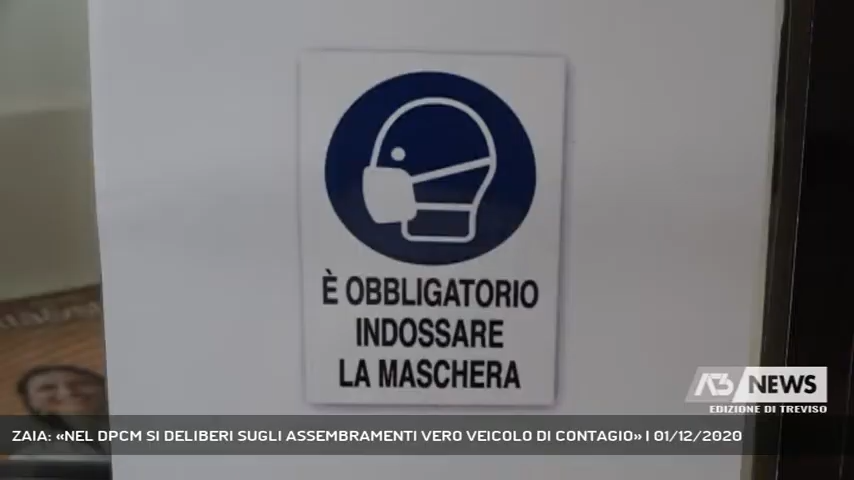 È OBBLIGATORIO
INDOSSARE
LA MASCHERA
A3 NEWS
EDIZIONE DI TREVISO
ZAIA: «NEL DPCM SI DELIBERI SUGLI ASSEMBRAMENTI VERO VEICOLO DI CONTAGIO» | 01/12/2020